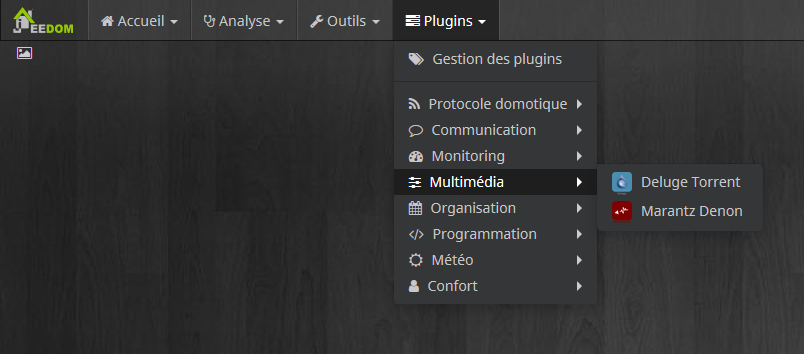 JEEDOM Accueil Analyse Outils Plugins
Gestion des plugins
Protocole domotique
Communication
Monitoring
Multimédia
Deluge Torrent
Organisation
Marantz Denon
Programmation
Météo
Confort